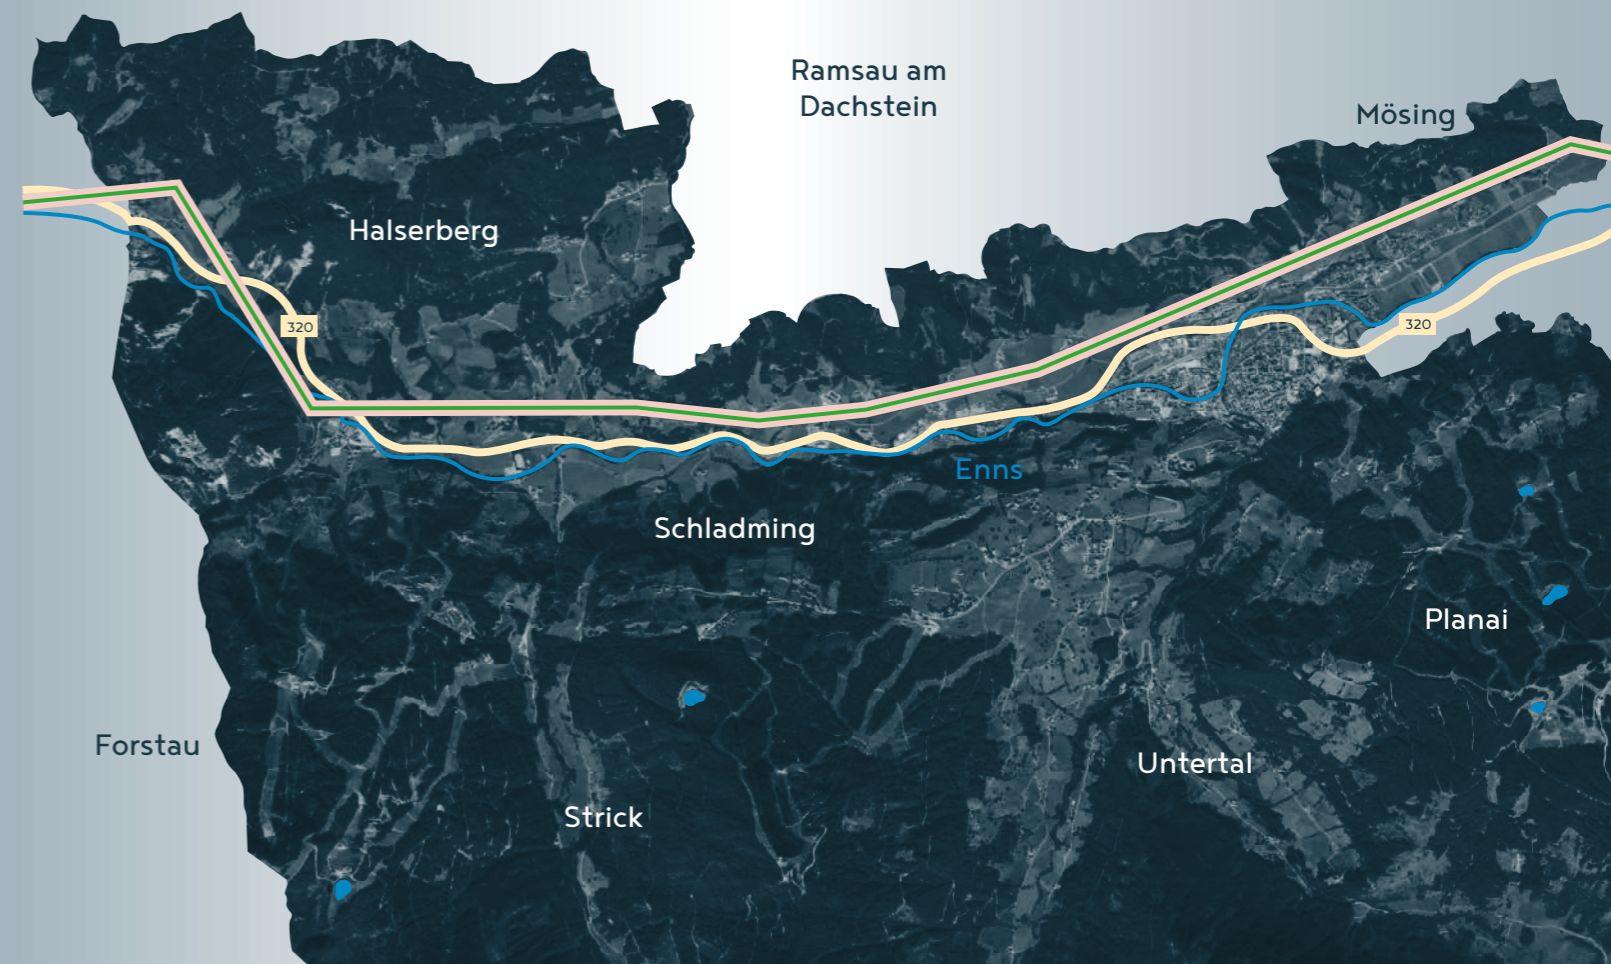 Ramsau am
Dachstein
Mösing
Halserberg
320
320
Enns
Schladming
Planai
Forstau
Untertal
Strick